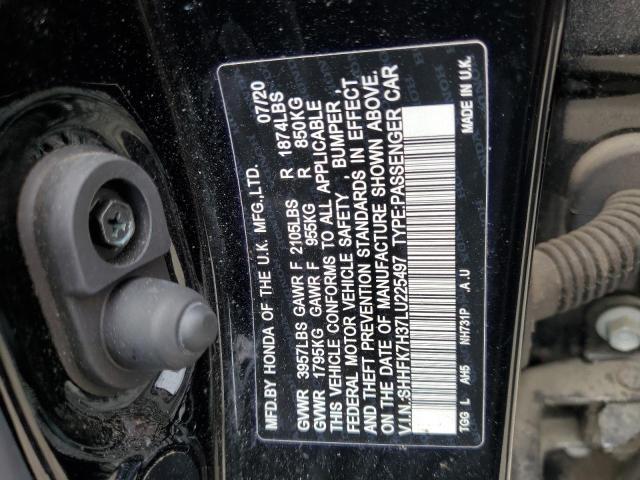 MFD.BY HONDA OF THE U.K. MFG.,LTD. 07/20
GVWR 3957LBS GAWR F 2105LBS R 1874LBS
GVWR 1795KG GAWR F 955KG R 850KG
THIS VEHICLE CONFORMS TO ALL APPLICABLE
FEDERAL MOTOR VEHICLE SAFETY, BUMPER,
AND THEFT PREVENTION STANDARDS IN EFFECT
ON THE DATE OF MANUFACTURE SHOWN ABOVE.
V.I.N.:SHHFK7H37LU225497 TYPE:PASSENGER CAR
TGG L AH5 NH731P .A.U MADE IN U.K.